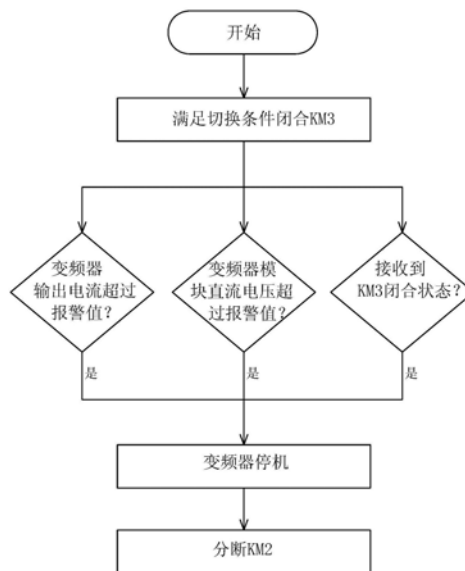 开始
满足切换条件闭合KM3
变频器
输出电流超过
报警值?
变频器模
块直流电压超
过报警值?
接收到
KM3闭合状态?
是
是
是
变频器停机
分断KM2